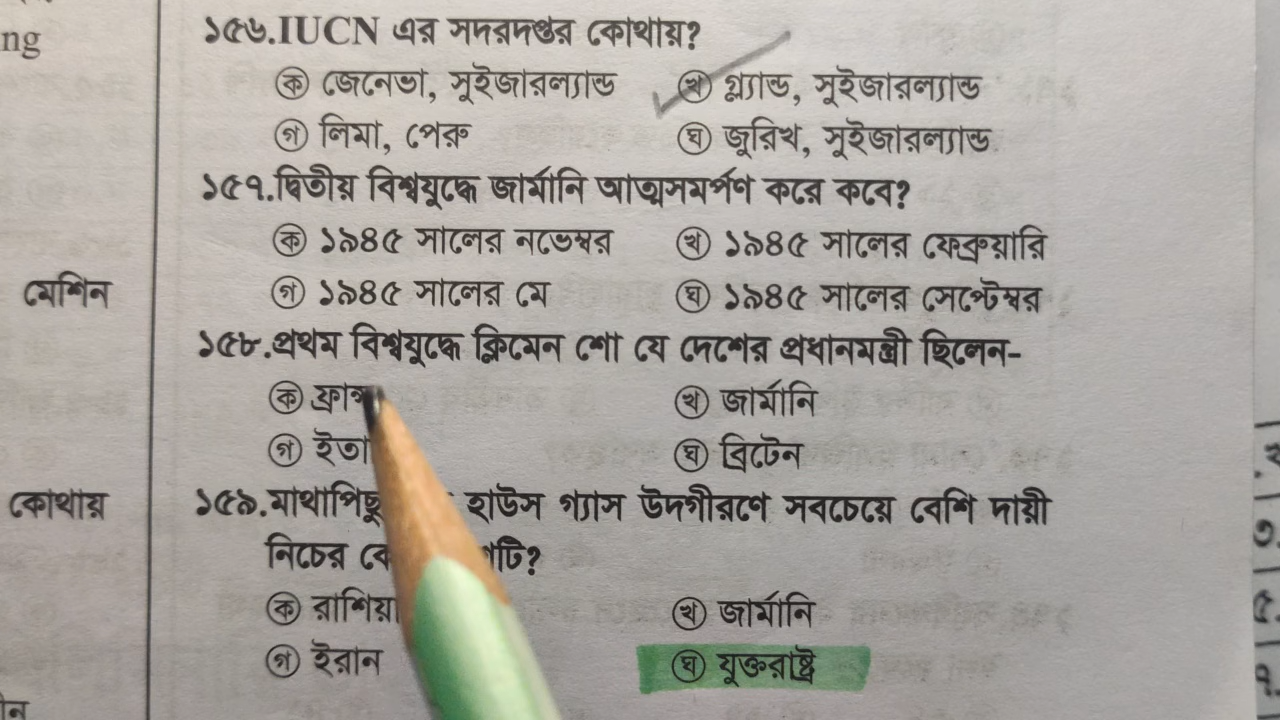 ng
মেশিন
কোথায়
ীন
১৫৬.IUCN এর সদরদপ্তর কোথায়?
ক জেনেভা, সুইজারল্যান্ড খ গ্ল্যান্ড, সুইজারল্যান্ড
গ লিমা, পেরু ঘ জুরিখ, সুইজারল্যান্ড
১৫৭.দ্বিতীয় বিশ্বযুদ্ধে জার্মানি আত্মসমর্পণ করে কবে?
ক ১৯৪৫ সালের নভেম্বর খ ১৯৪৫ সালের ফেব্রুয়ারি
গ ১৯৪৫ সালের মে ঘ ১৯৪৫ সালের সেপ্টেম্বর
১৫৮.প্রথম বিশ্বযুদ্ধে ক্লিমেন শো যে দেশের প্রধানমন্ত্রী ছিলেন-
ক খ জার্মানি
গ ঘ ব্রিটেন
১৫৯.মাথাপিছু হাউস গ্যাস উদগীরণে সবচেয়ে বেশি দায়ী
নিচের টি?
ক রাশিয়া খ জার্মানি
গ ইরান ঘ যুক্তরাষ্ট্র